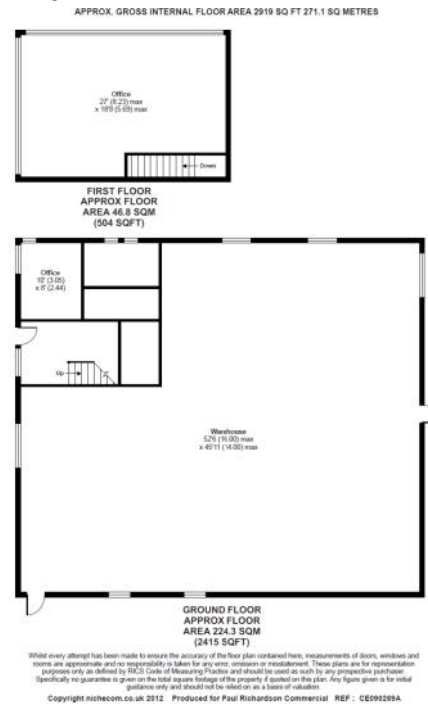 APPROX. GROSS INTERNAL FLOOR AREA 2919 SQ FT 271.1 SQ METRES
Office
27' (8.23) max
x 18'8 (5.69) max
Down
FIRST FLOOR
APPROX FLOOR
AREA 46.8 SQM
(504 SQFT)
Office
10' (3.05)
x 8' (2.44)
Up
Warehouse
52'6 (16.00) max
x 45'11 (14.00) max
GROUND FLOOR
APPROX FLOOR
AREA 224.3 SQM
(2415 SQFT)
Whilst every attempt has been made to ensure the accuracy of the floor plan contained here, measurements of doors, windows and
rooms are approximate and no responsibility is taken for any error, omission or misstatement. These plans are for representation
purposes only as defined by RICS Code of Measuring Practice and should be used as such by any prospective purchaser.
Specifically no guarantee is given on the total square footage of the property if quoted on this plan. Any figure given is for initial
guidance only and should not be relied on as a basis of valuation.
Copyright nichecom.co.uk 2012 Produced for Paul Richardson Commercial REF : CE090269A